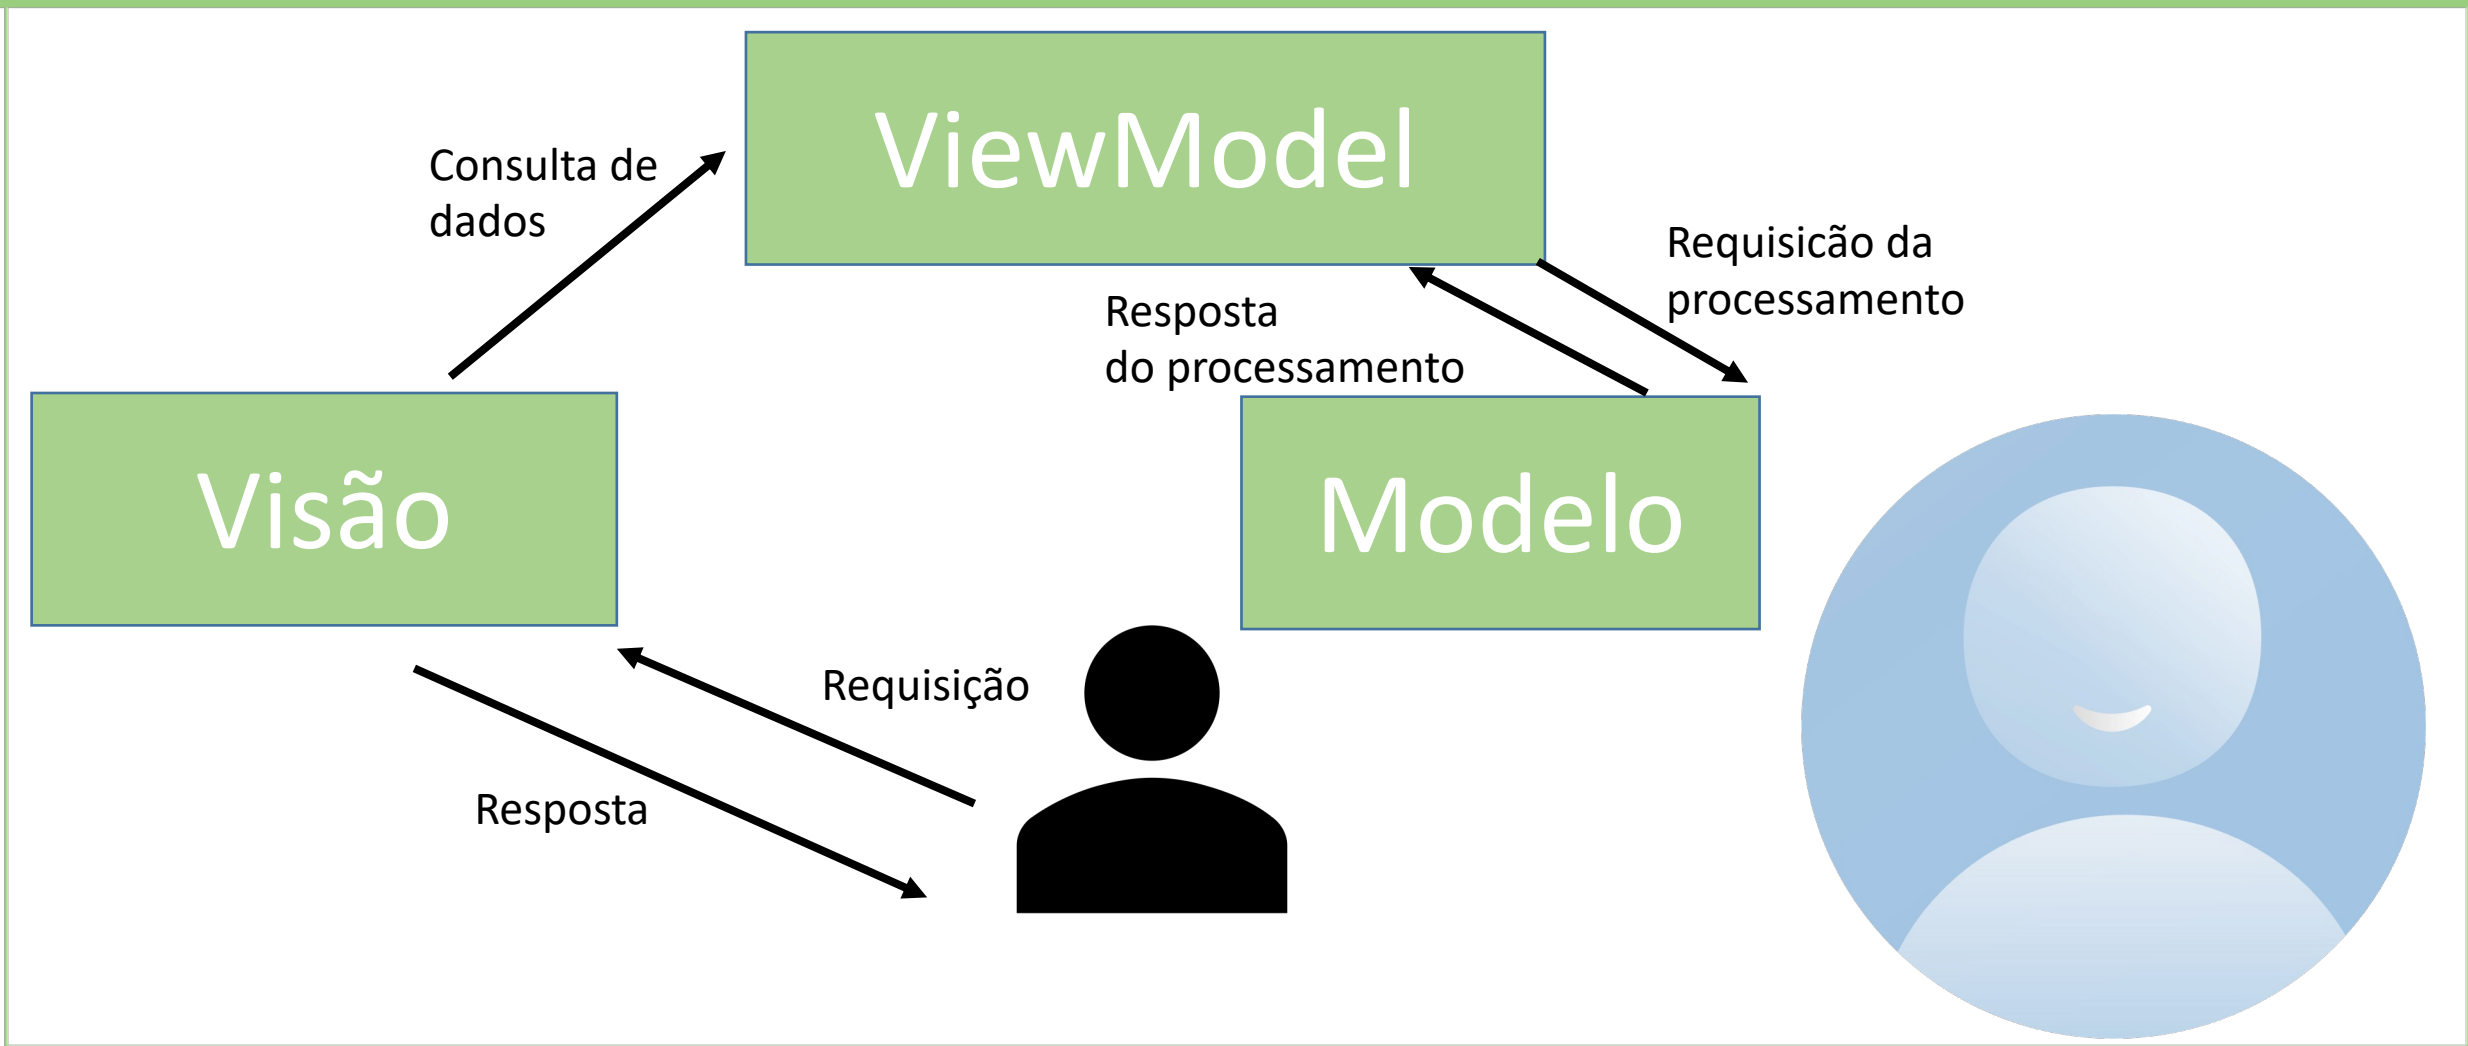 ViewModel
Consulta de
dados
Requisicão da
processamento
Resposta
do processamento
Visão
Modelo
Requisição
Resposta